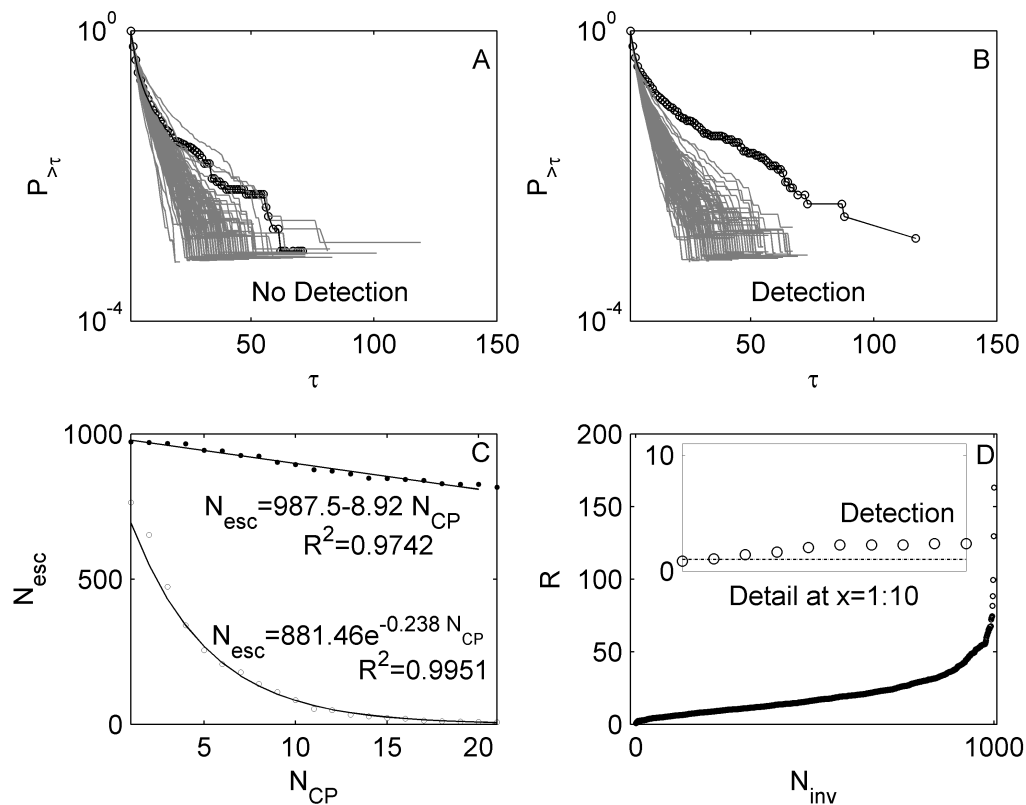 10^0
A
P_>τ
No Detection
10^-4
50
100
150
τ
10^0
B
P_>τ
Detection
10^-4
50
100
150
τ
1000
C
N_esc=987.5-8.92 N_CP
R^2=0.9742
N_esc
500
N_esc=881.46e^-0.238 N_CP
R^2=0.9951
0
5
10
15
20
N_CP
200
10
D
150
Detection
R
100
0
Detail at x=1:10
50
0
0
1000
N_inv